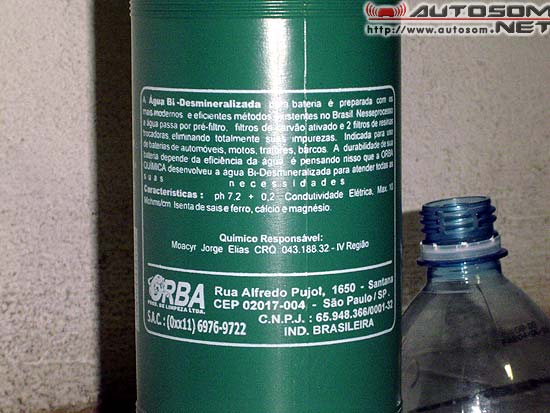 AUTOSOM
.NET
http://www.autosom.
A Água Bi-Desmineralizada para bateria é preparada com os
mais modernos e eficientes métodos existentes no Brasil Nesseprocesso
a água passa por pré-filtro, filtros de carvão ativado e 2 filtros de resinas
trocadoras, eliminando totalmente suas impurezas. Indicada para uso
de baterias de automóveis, motos, tratores, barcos. A durabilidade de sua
bateria depende da eficiência da água, é pensando nisso que a ORBA
QUÍMICA desenvolveu a água Bi-Desmineralizada para atender todas as
suas necessidades
Características: ph 7.2 + 0,2 - Condutividade Elétrica, Max. 10
Michms/cm Isenta de sais e ferro, cálcio e magnésio.
Químico Responsável:
Moacyr Jorge Elias CRQ 043.188.32 - IV Região
ORBA
PROD. DE LIMPEZA LTDA.
S.A.C.: (0xx11) 6976-9722
Rua Alfredo Pujol, 1650 - Santana
CEP 02017-004 - São Paulo / SP.
C.N.P.J. : 65.948.366/0001-32
IND. BRASILEIRA